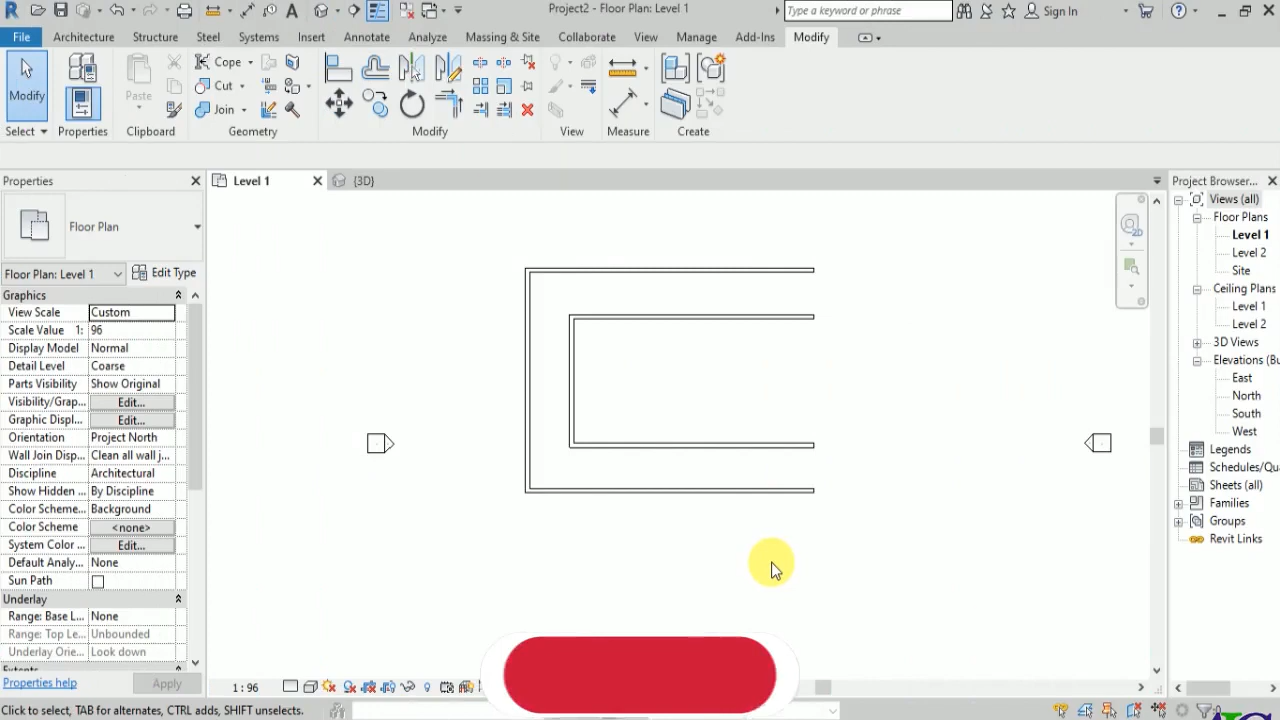 Project2 - Floor Plan: Level 1
Type a keyword or phrase
Sign In
File Architecture Structure Steel Systems Insert Annotate Analyze Massing & Site Collaborate View Manage Add-Ins Modify
Modify
Paste
Cope
Cut
Join
Select Properties Clipboard Geometry Modify View Measure Create
Properties
Level 1
{3D}
Project Browser...
Floor Plan
Floor Plan: Level 1
Edit Type
Graphics
View Scale Custom
Scale Value 1: 96
Display Model Normal
Detail Level Coarse
Parts Visibility Show Original
Visibility/Grap... Edit...
Graphic Displ... Edit...
Orientation Project North
Wall Join Disp... Clean all wall j...
Discipline Architectural
Show Hidden ... By Discipline
Color Scheme... Background
Color Scheme <none>
System Color ... Edit...
Default Analy... None
Sun Path
Underlay
Range: Base L... None
Range: Top Le... Unbounded
Underlay Orie... Look down
Extents
Properties help
Apply
Views (all)
Floor Plans
Level 1
Level 2
Site
Ceiling Plans
Level 1
Level 2
3D Views
Elevations (Bu
East
North
South
West
Legends
Schedules/Qua
Sheets (all)
Families
Groups
Revit Links
2D
1 : 96
Click to select, TAB for alternates, CTRL adds, SHIFT unselects.